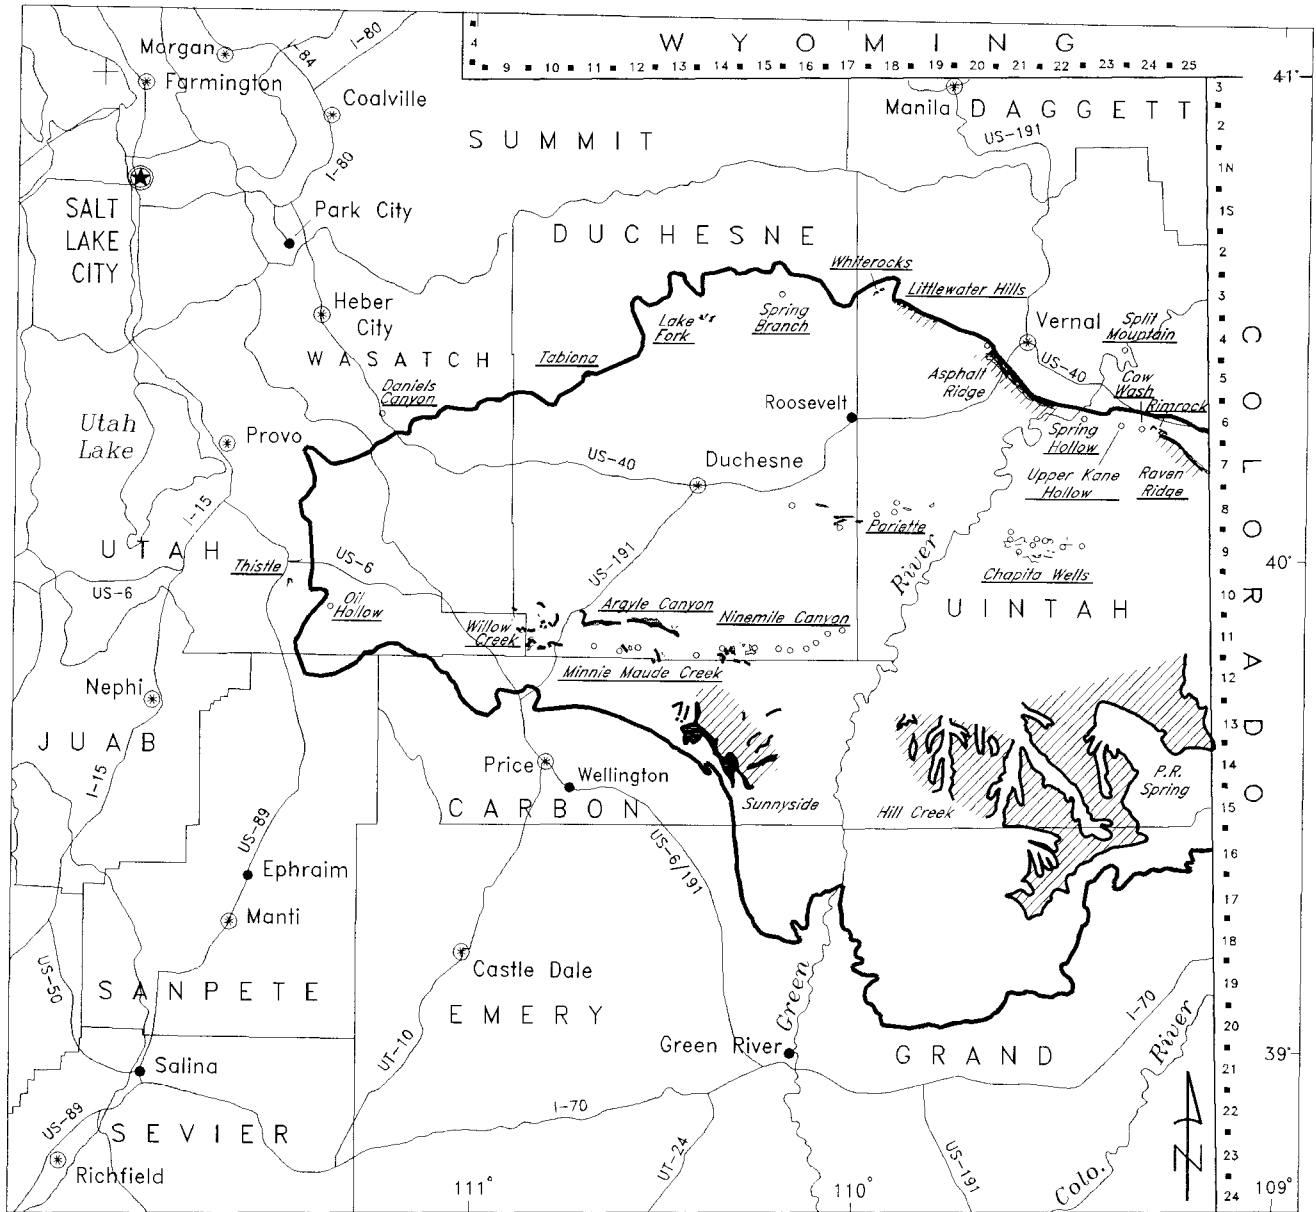 WYOMING
4
9 10 11 12 13 14 15 16 17 18 19 20 21 22 23 24 25
41°
Morgan
I-84
I-80
Farmington
Coalville
SUMMIT
Manila
DAGGETT
US-191
3
2
1N
1S
2
3
4
5
6
7
8
9
10
11
12
13
14
15
16
17
18
19
20
21
22
23
24
COLORADO
I-80
SALT
LAKE
CITY
Park City
DUCHESNE
Whiterocks
Littlewater Hills
Heber
City
Lake
Fork
Spring
Branch
Vernal
Split
Mountain
WASATCH
Tabiona
Daniels
Canyon
Asphalt
Ridge
US-40
Cow
Wash
Rimrock
Roosevelt
Utah
Lake
Provo
Spring
Hollow
Upper Kane
Hollow
Raven
Ridge
US-40
Duchesne
I-15
Pariette
River
UTAH
US-6
US-191
Thistle
US-6
40°
Chapita Wells
Oil
Hollow
Willow
Creek
Argyle Canyon
Ninemile Canyon
UINTAH
Minnie Maude Creek
Nephi
JUAB
I-15
Price
Wellington
Sunnyside
Hill Creek
P.R.
Spring
CARBON
US-89
US-6/191
Ephraim
Manti
US-50
SANPETE
Castle Dale
EMERY
Green
I-70
River
UT-10
Green River
GRAND
39°
Salina
I-70
US-89
SEVIER
Richfield
UT-24
US-191
Colo.
N
111°
110°
109°